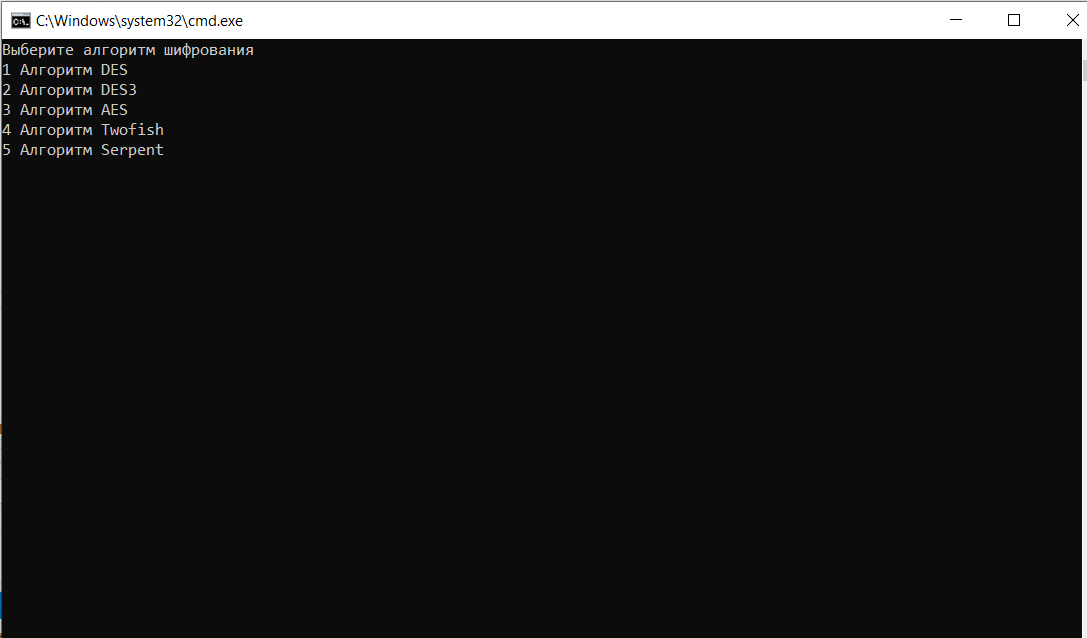 C:\Windows\system32\cmd.exe
Выберите алгоритм шифрования
1 Алгоритм DES
2 Алгоритм DES3
3 Алгоритм AES
4 Алгоритм Twofish
5 Алгоритм Serpent